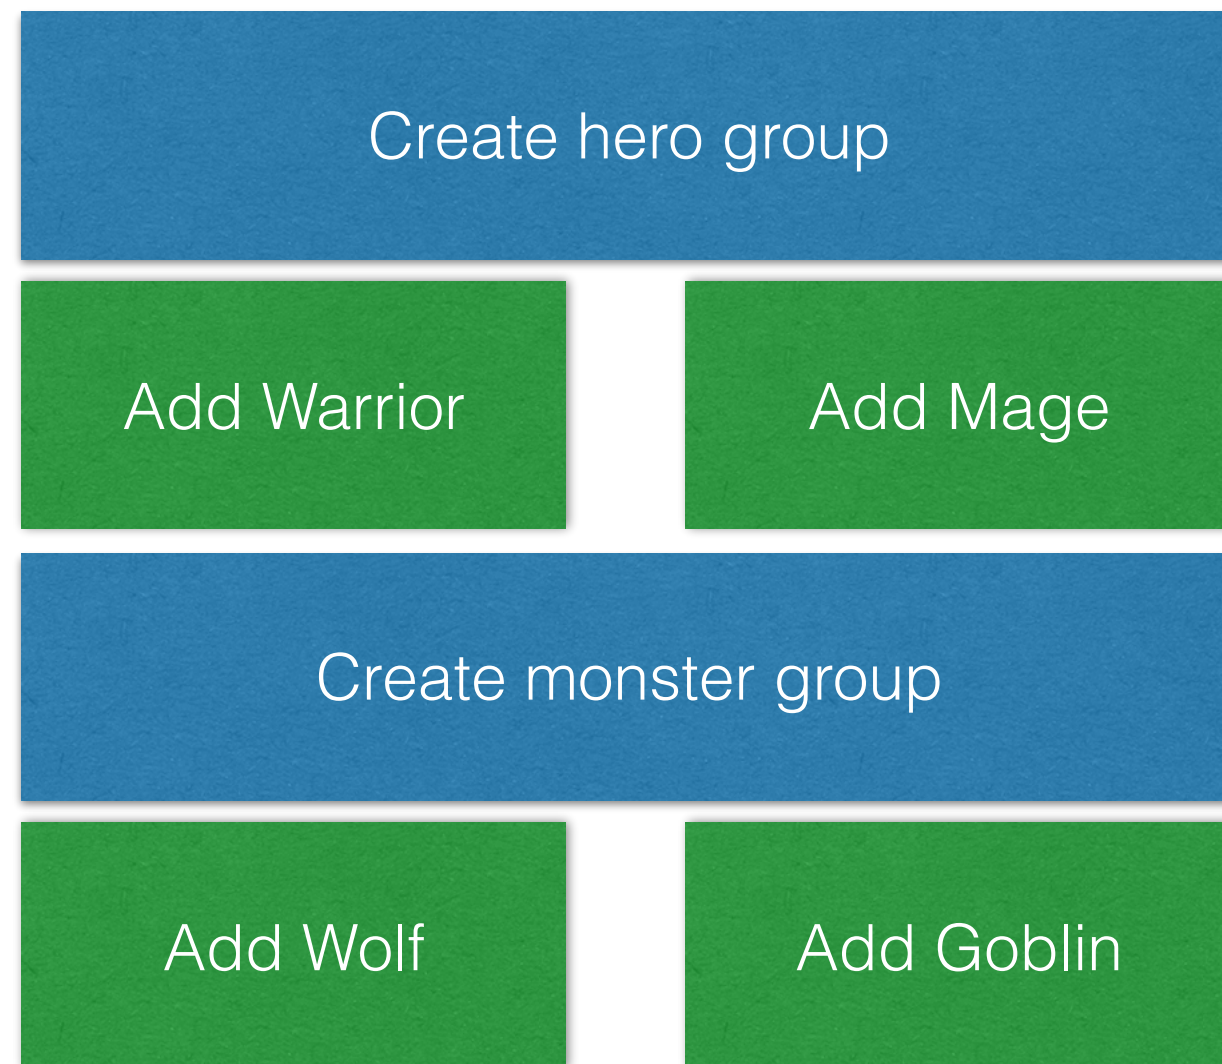 Create hero group
Add Warrior
Add Mage
Create monster group
Add Wolf
Add Goblin